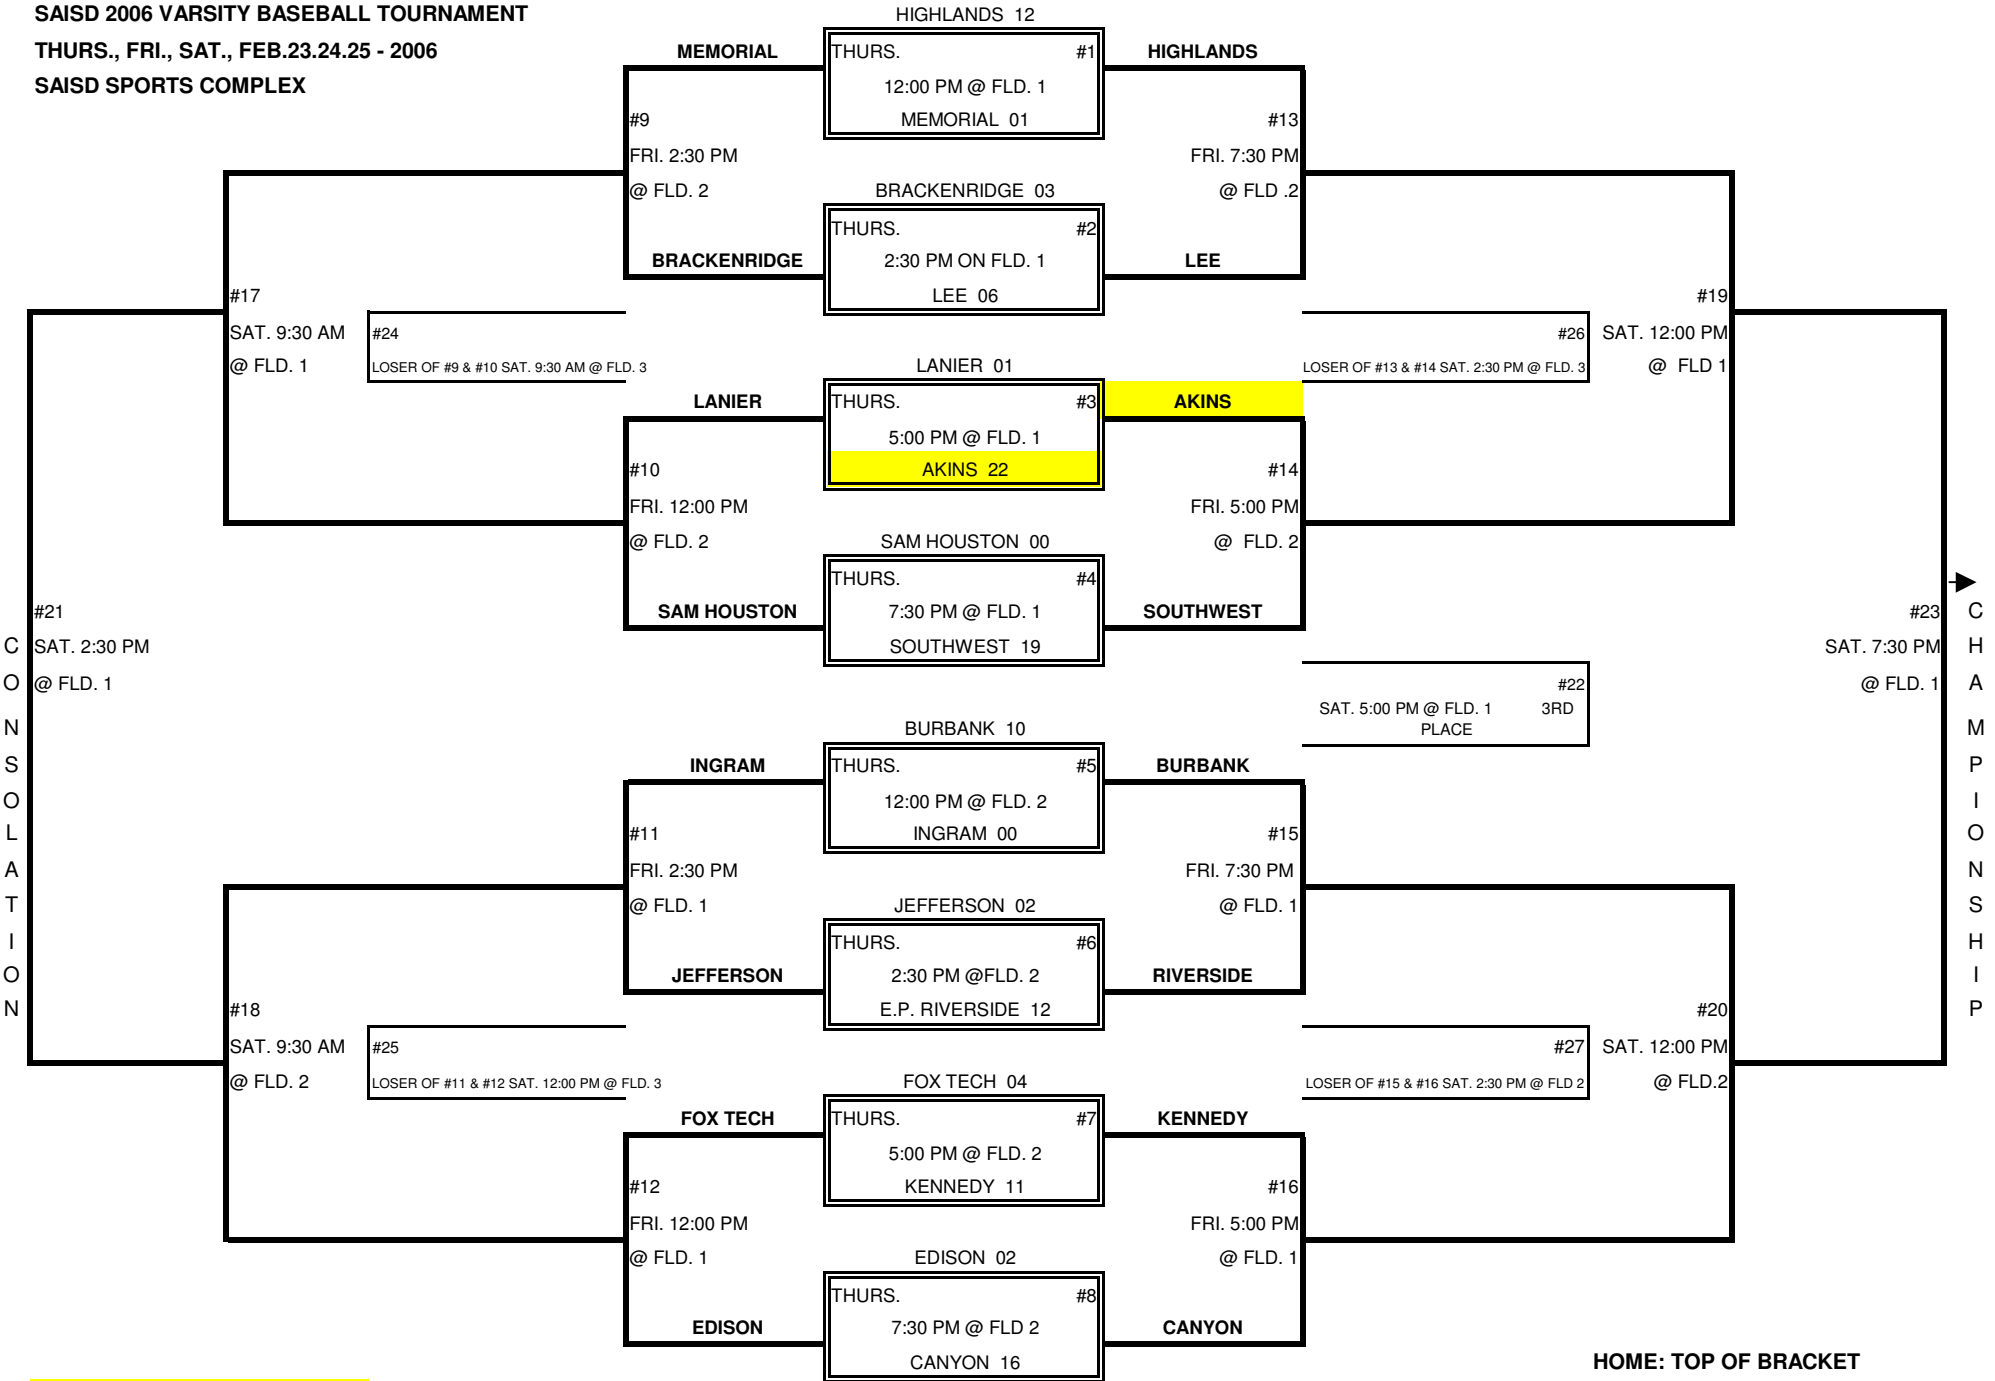 SAISD 2006 VARSITY BASEBALL TOURNAMENT
THURS., FRI., SAT., FEB.23.24.25 - 2006
SAISD SPORTS COMPLEX
HIGHLANDS 12
MEMORIAL
THURS. #1
HIGHLANDS
12:00 PM @ FLD. 1
MEMORIAL 01
#9
FRI. 2:30 PM
@ FLD. 2
#13
FRI. 7:30 PM
@ FLD .2
BRACKENRIDGE 03
THURS. #2
BRACKENRIDGE
2:30 PM ON FLD. 1
LEE
LEE 06
#17
SAT. 9:30 AM
@ FLD. 1
#24
LOSER OF #9 & #10 SAT. 9:30 AM @ FLD. 3
#26
LOSER OF #13 & #14 SAT. 2:30 PM @ FLD. 3
#19
SAT. 12:00 PM
@ FLD 1
LANIER 01
LANIER
THURS. #3
AKINS
5:00 PM @ FLD. 1
AKINS 22
#10
FRI. 12:00 PM
@ FLD. 2
#14
FRI. 5:00 PM
@ FLD. 2
SAM HOUSTON 00
THURS. #4
SAM HOUSTON
7:30 PM @ FLD. 1
SOUTHWEST
SOUTHWEST 19
#21
SAT. 2:30 PM
@ FLD. 1
CONSOLATION
#23
SAT. 7:30 PM
@ FLD. 1
CHAMPIONSHIP
#22
SAT. 5:00 PM @ FLD. 1 3RD
PLACE
BURBANK 10
INGRAM
THURS. #5
BURBANK
12:00 PM @ FLD. 2
INGRAM 00
#11
FRI. 2:30 PM
@ FLD. 1
#15
FRI. 7:30 PM
@ FLD. 1
JEFFERSON 02
THURS. #6
JEFFERSON
2:30 PM @FLD. 2
RIVERSIDE
E.P. RIVERSIDE 12
#18
SAT. 9:30 AM
@ FLD. 2
#25
LOSER OF #11 & #12 SAT. 12:00 PM @ FLD. 3
#27
LOSER OF #15 & #16 SAT. 2:30 PM @ FLD 2
#20
SAT. 12:00 PM
@ FLD.2
FOX TECH 04
FOX TECH
THURS. #7
KENNEDY
5:00 PM @ FLD. 2
KENNEDY 11
#12
FRI. 12:00 PM
@ FLD. 1
#16
FRI. 5:00 PM
@ FLD. 1
EDISON 02
THURS. #8
EDISON
7:30 PM @ FLD 2
CANYON
CANYON 16
HOME: TOP OF BRACKET